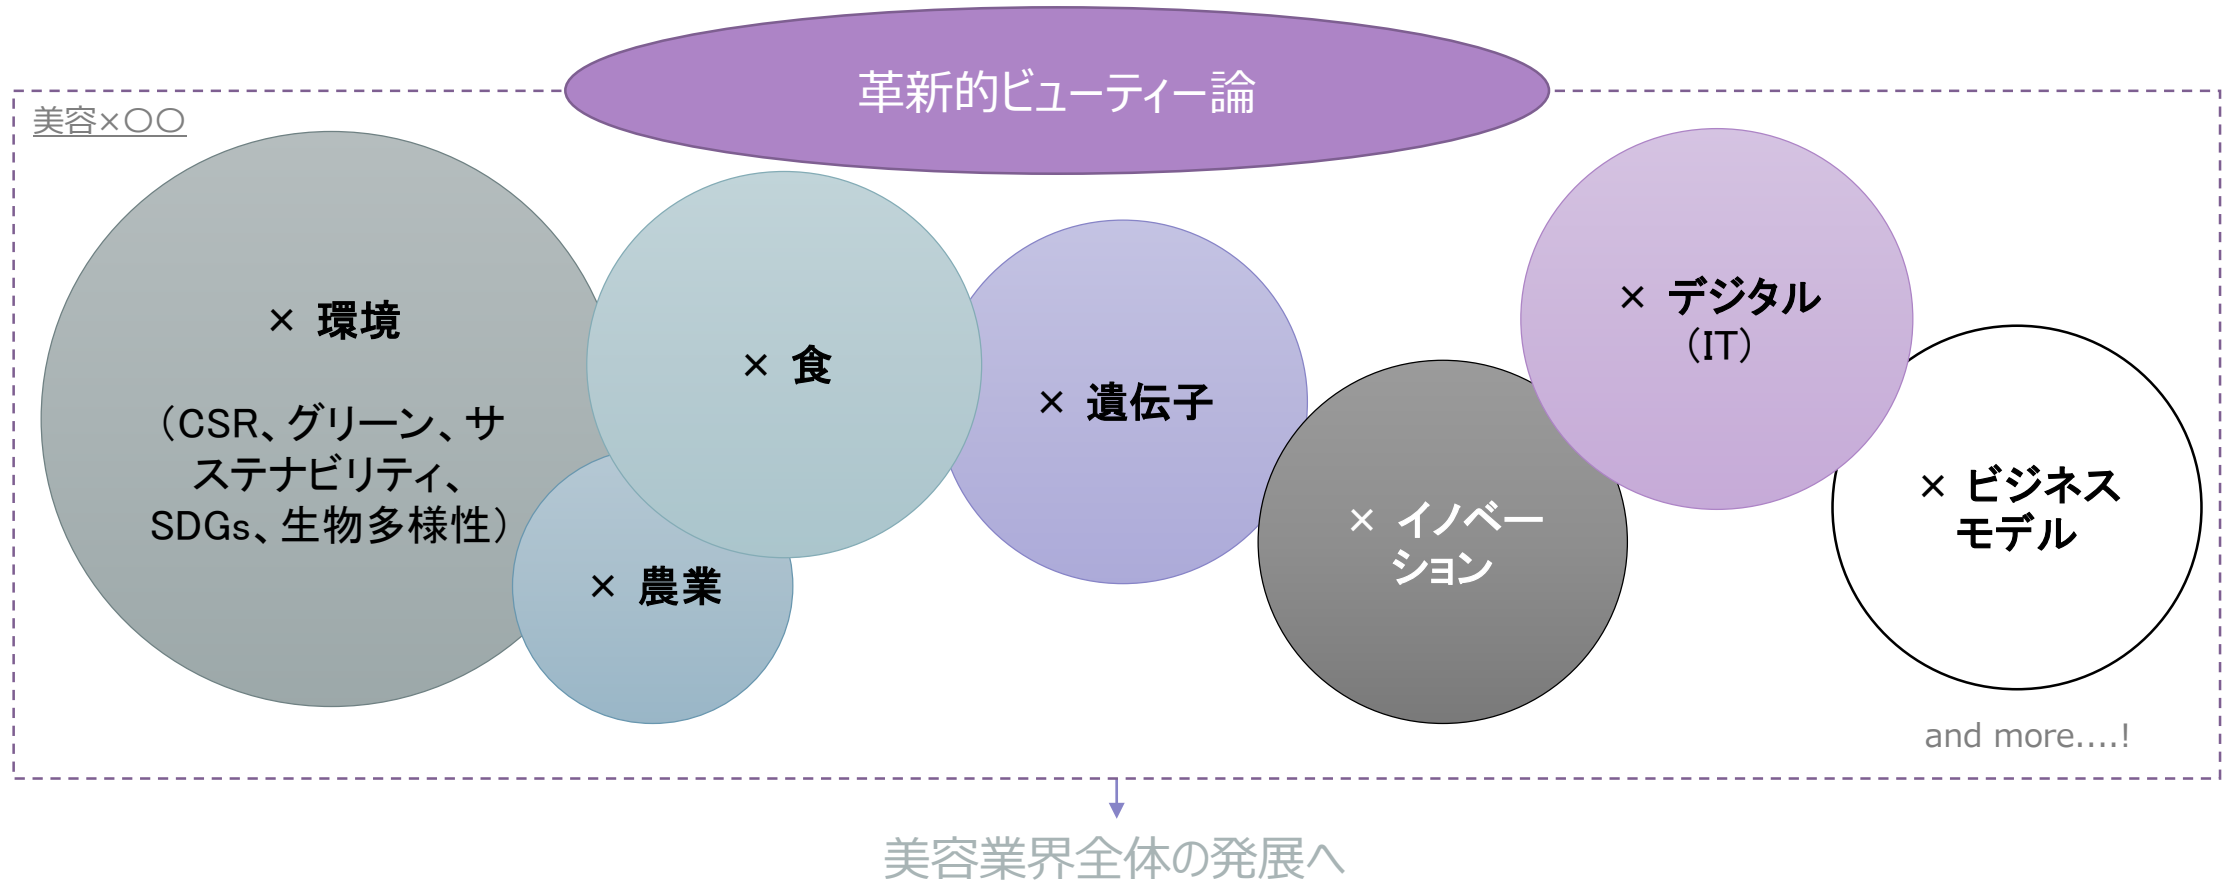 革新的ビューティー論
美容×〇〇
× 環境
（CSR、グリーン、サ
ステナビリティ、
SDGs、生物多様性）
× 食
× 農業
× 遺伝子
× イノベー
ション
× デジタル
（IT）
× ビジネス
モデル
and more....!
美容業界全体の発展へ